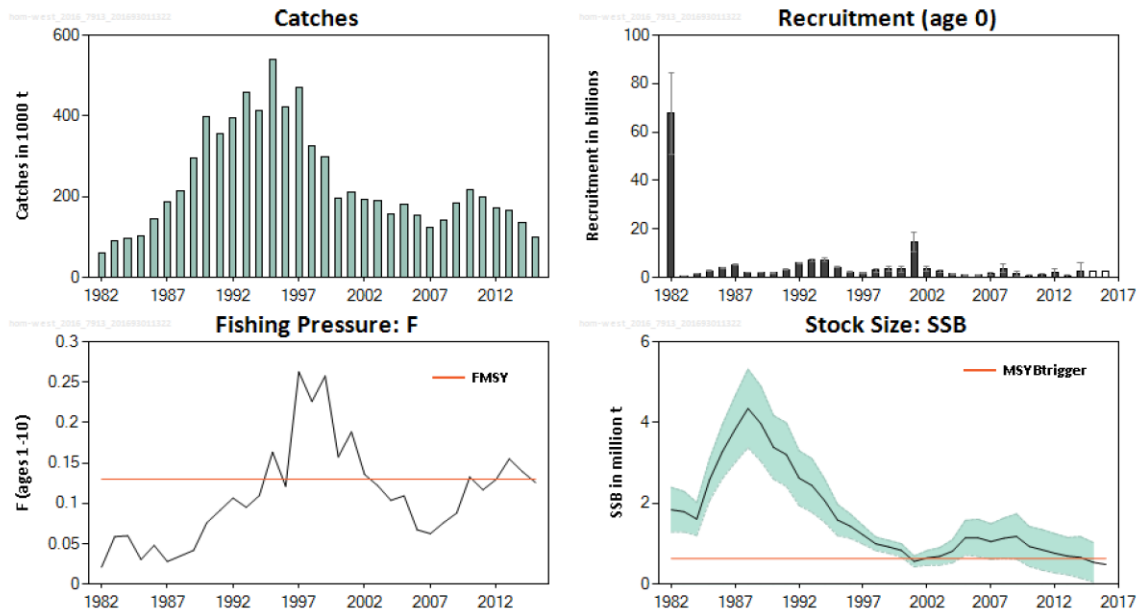 hom-west_2016_7913_201693011322
Catches
600
400
200
0
Catches in 1000 t
1982 1987 1992 1997 2002 2007 2012
hom-west_2016_7913_201693011322
Recruitment (age 0)
100
80
60
40
20
0
Recruitment in billions
1982 1987 1992 1997 2002 2007 2012 2017
hom-west_2016_7913_201693011322
Fishing Pressure: F
0.3
0.25
0.2
0.15
0.1
0.05
0
F (ages 1-10)
FMSY
1982 1987 1992 1997 2002 2007 2012
hom-west_2016_7913_201693011322
Stock Size: SSB
6
4
2
0
SSB in million t
MSYBtrigger
1982 1987 1992 1997 2002 2007 2012 2017